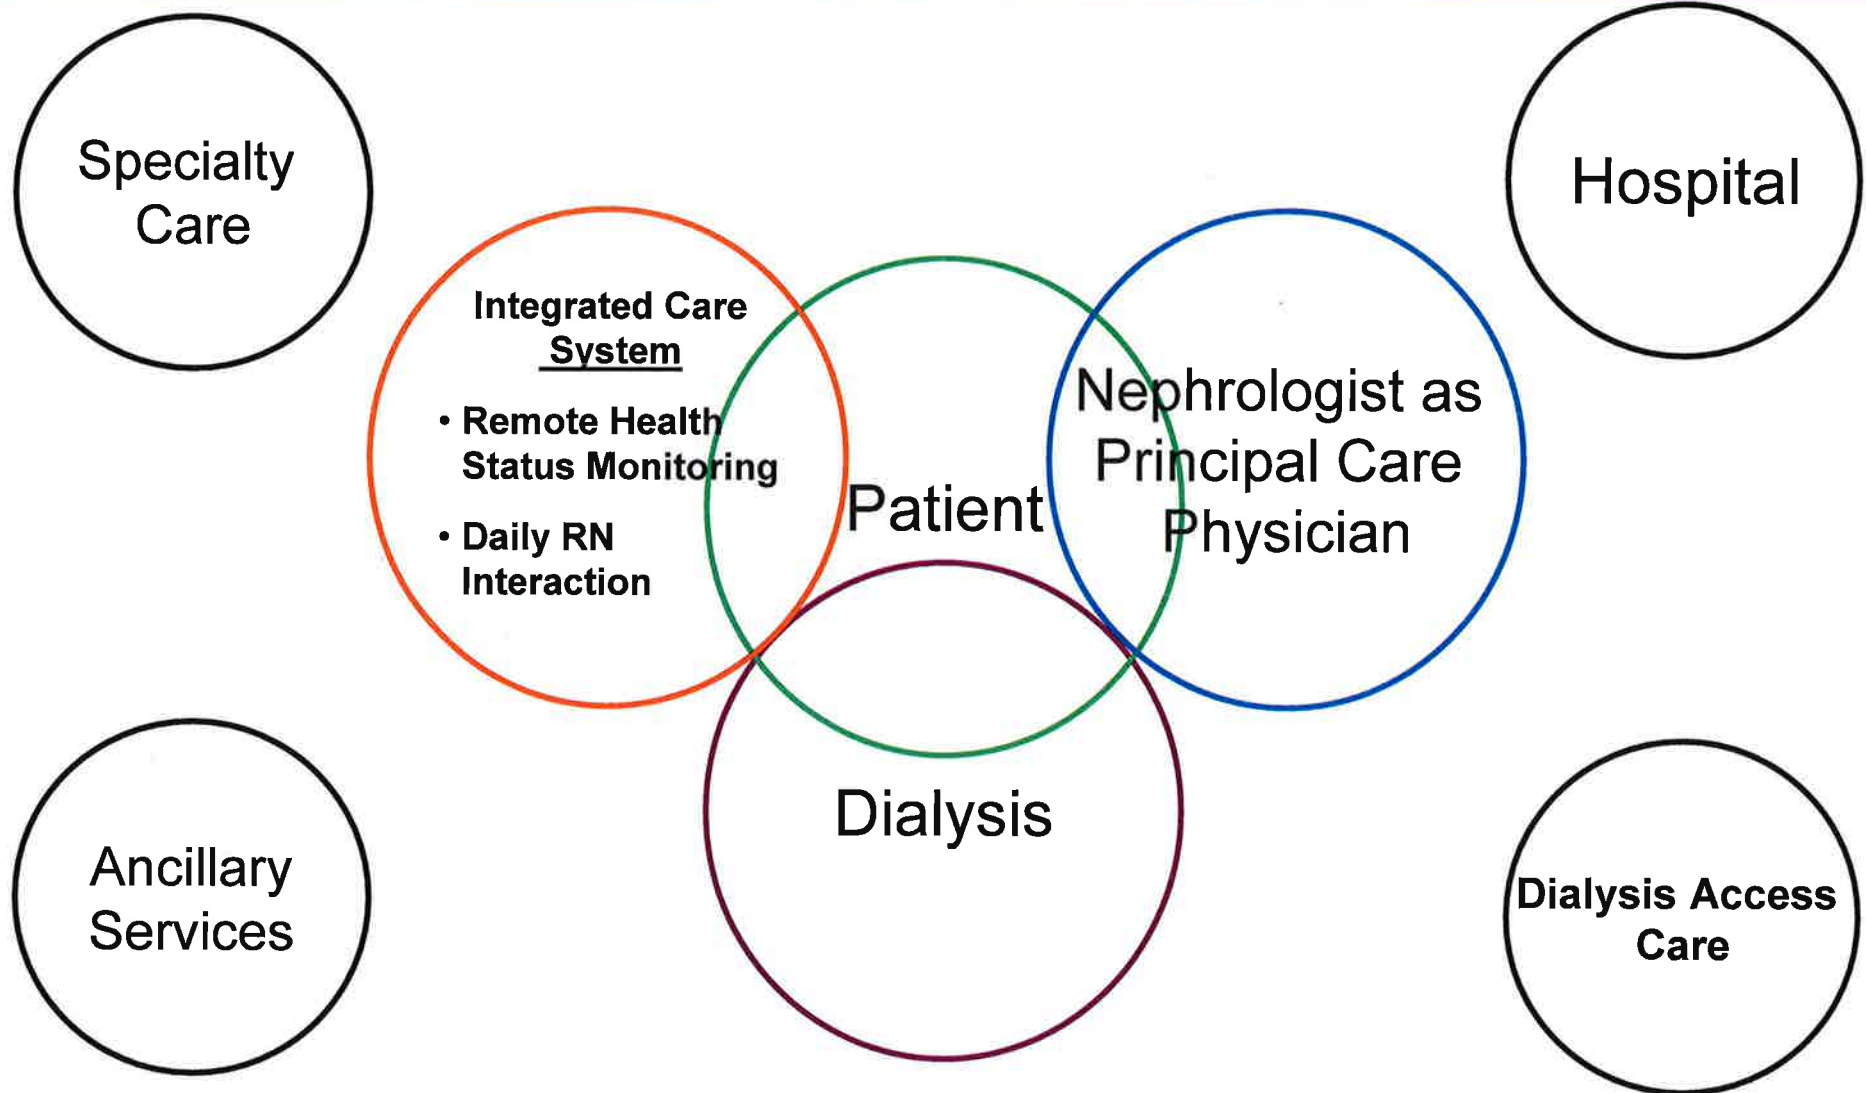 Specialty
Care
Hospital
Integrated Care
System
• Remote Health
Status Monitoring
• Daily RN
Interaction
Patient
Nephrologist as
Principal Care
Physician
Dialysis
Ancillary
Services
Dialysis Access
Care